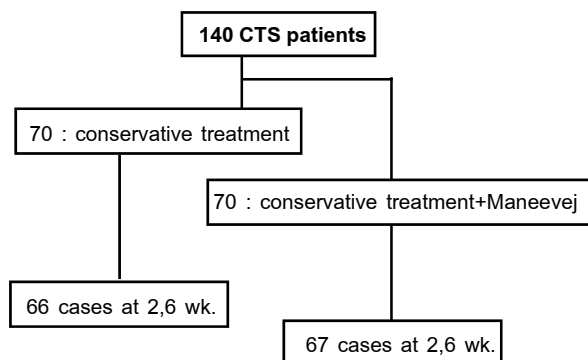 140 CTS patients
70 : conservative treatment
70 : conservative treatment+Maneevej
66 cases at 2,6 wk.
67 cases at 2,6 wk.